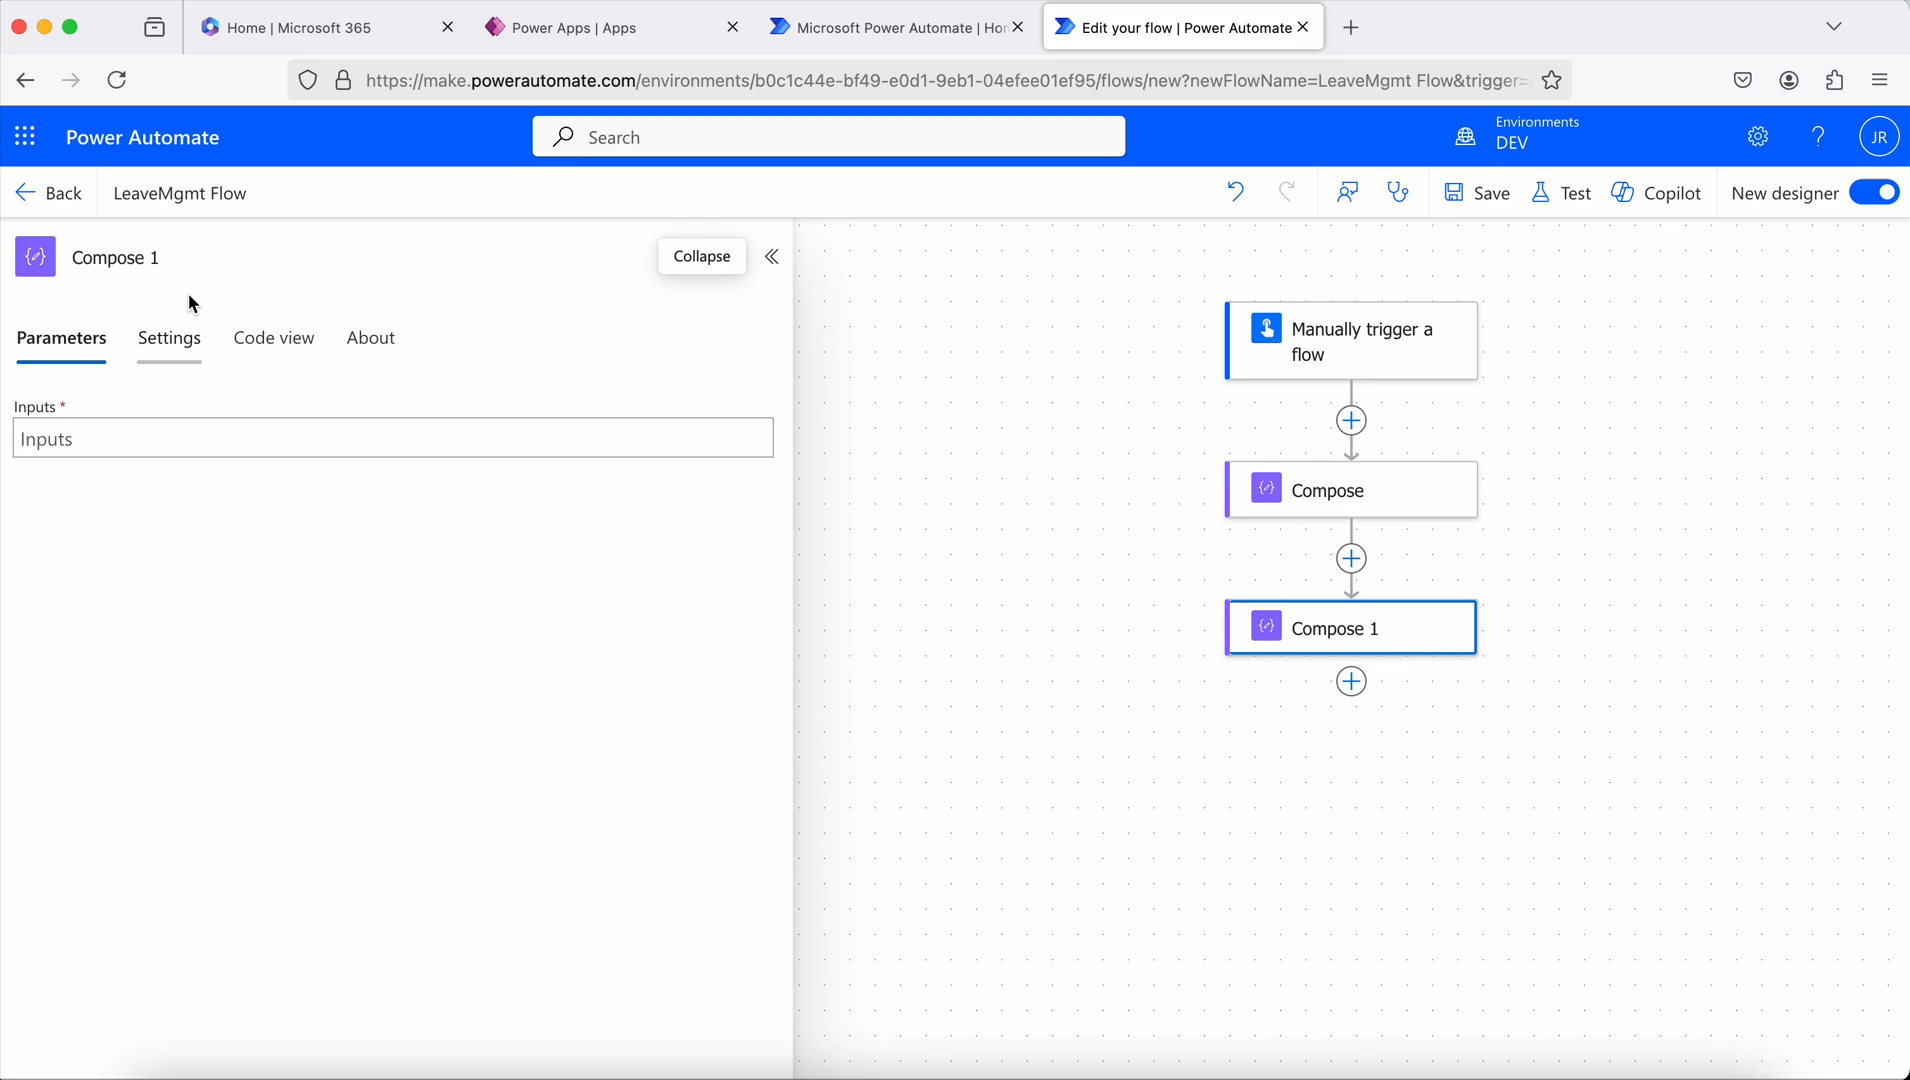 Home | Microsoft 365
Power Apps | Apps
Microsoft Power Automate | Hor
Edit your flow | Power Automate
https://make.powerautomate.com/environments/b0c1c44e-bf49-e0d1-9eb1-04efee01ef95/flows/new?newFlowName=LeaveMgmt Flow&trigger=
Power Automate
Search
Environments
DEV
JR
Back
LeaveMgmt Flow
Save
Test
Copilot
New designer
Compose 1
Collapse
Parameters
Settings
Code view
About
Inputs *
Inputs
Manually trigger a
flow
Compose
Compose 1